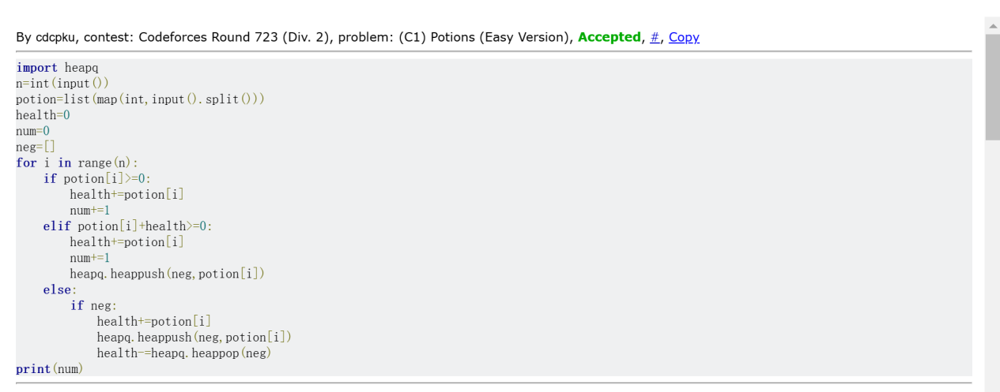 By cdcpku, contest: Codeforces Round 723 (Div. 2), problem: (C1) Potions (Easy Version), Accepted, #, Copy
import heapq
n=int(input())
potion=list(map(int,input().split()))
health=0
num=0
neg=[]
for i in range(n):
    if potion[i]>=0:
        health+=potion[i]
        num+=1
    elif potion[i]+health>=0:
        health+=potion[i]
        num+=1
        heapq.heappush(neg,potion[i])
    else:
        if neg:
            health+=potion[i]
            heapq.heappush(neg,potion[i])
            health-=heapq.heappop(neg)
print(num)